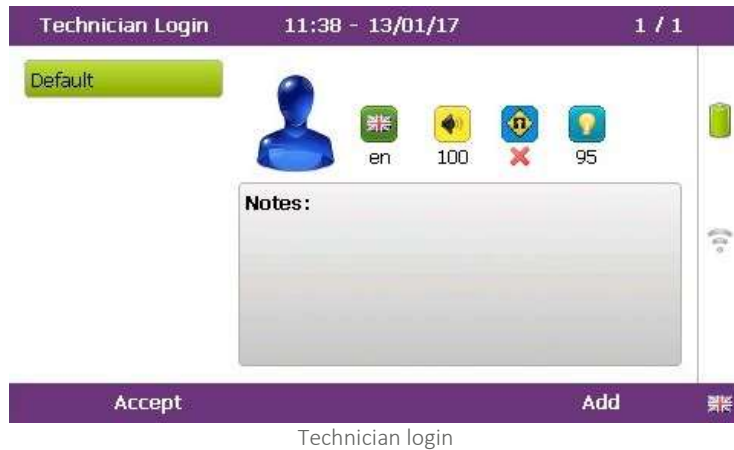 Technician Login 11:38 - 13/01/17 1 / 1
Default
en 100 95
Notes:
Accept Add
Technician login